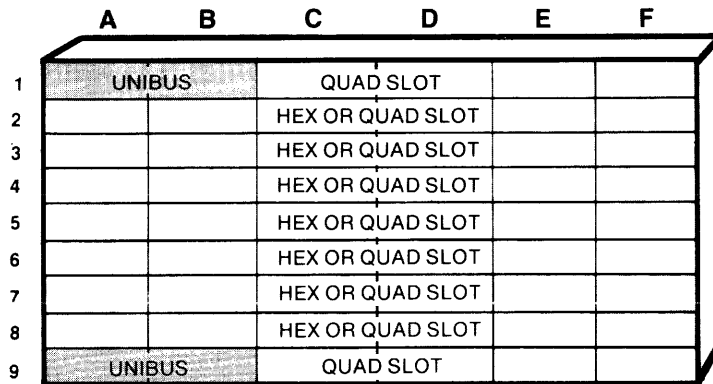 A B C D E F
1 UNIBUS QUAD SLOT
2 HEX OR QUAD SLOT
3 HEX OR QUAD SLOT
4 HEX OR QUAD SLOT
5 HEX OR QUAD SLOT
6 HEX OR QUAD SLOT
7 HEX OR QUAD SLOT
8 HEX OR QUAD SLOT
9 UNIBUS QUAD SLOT